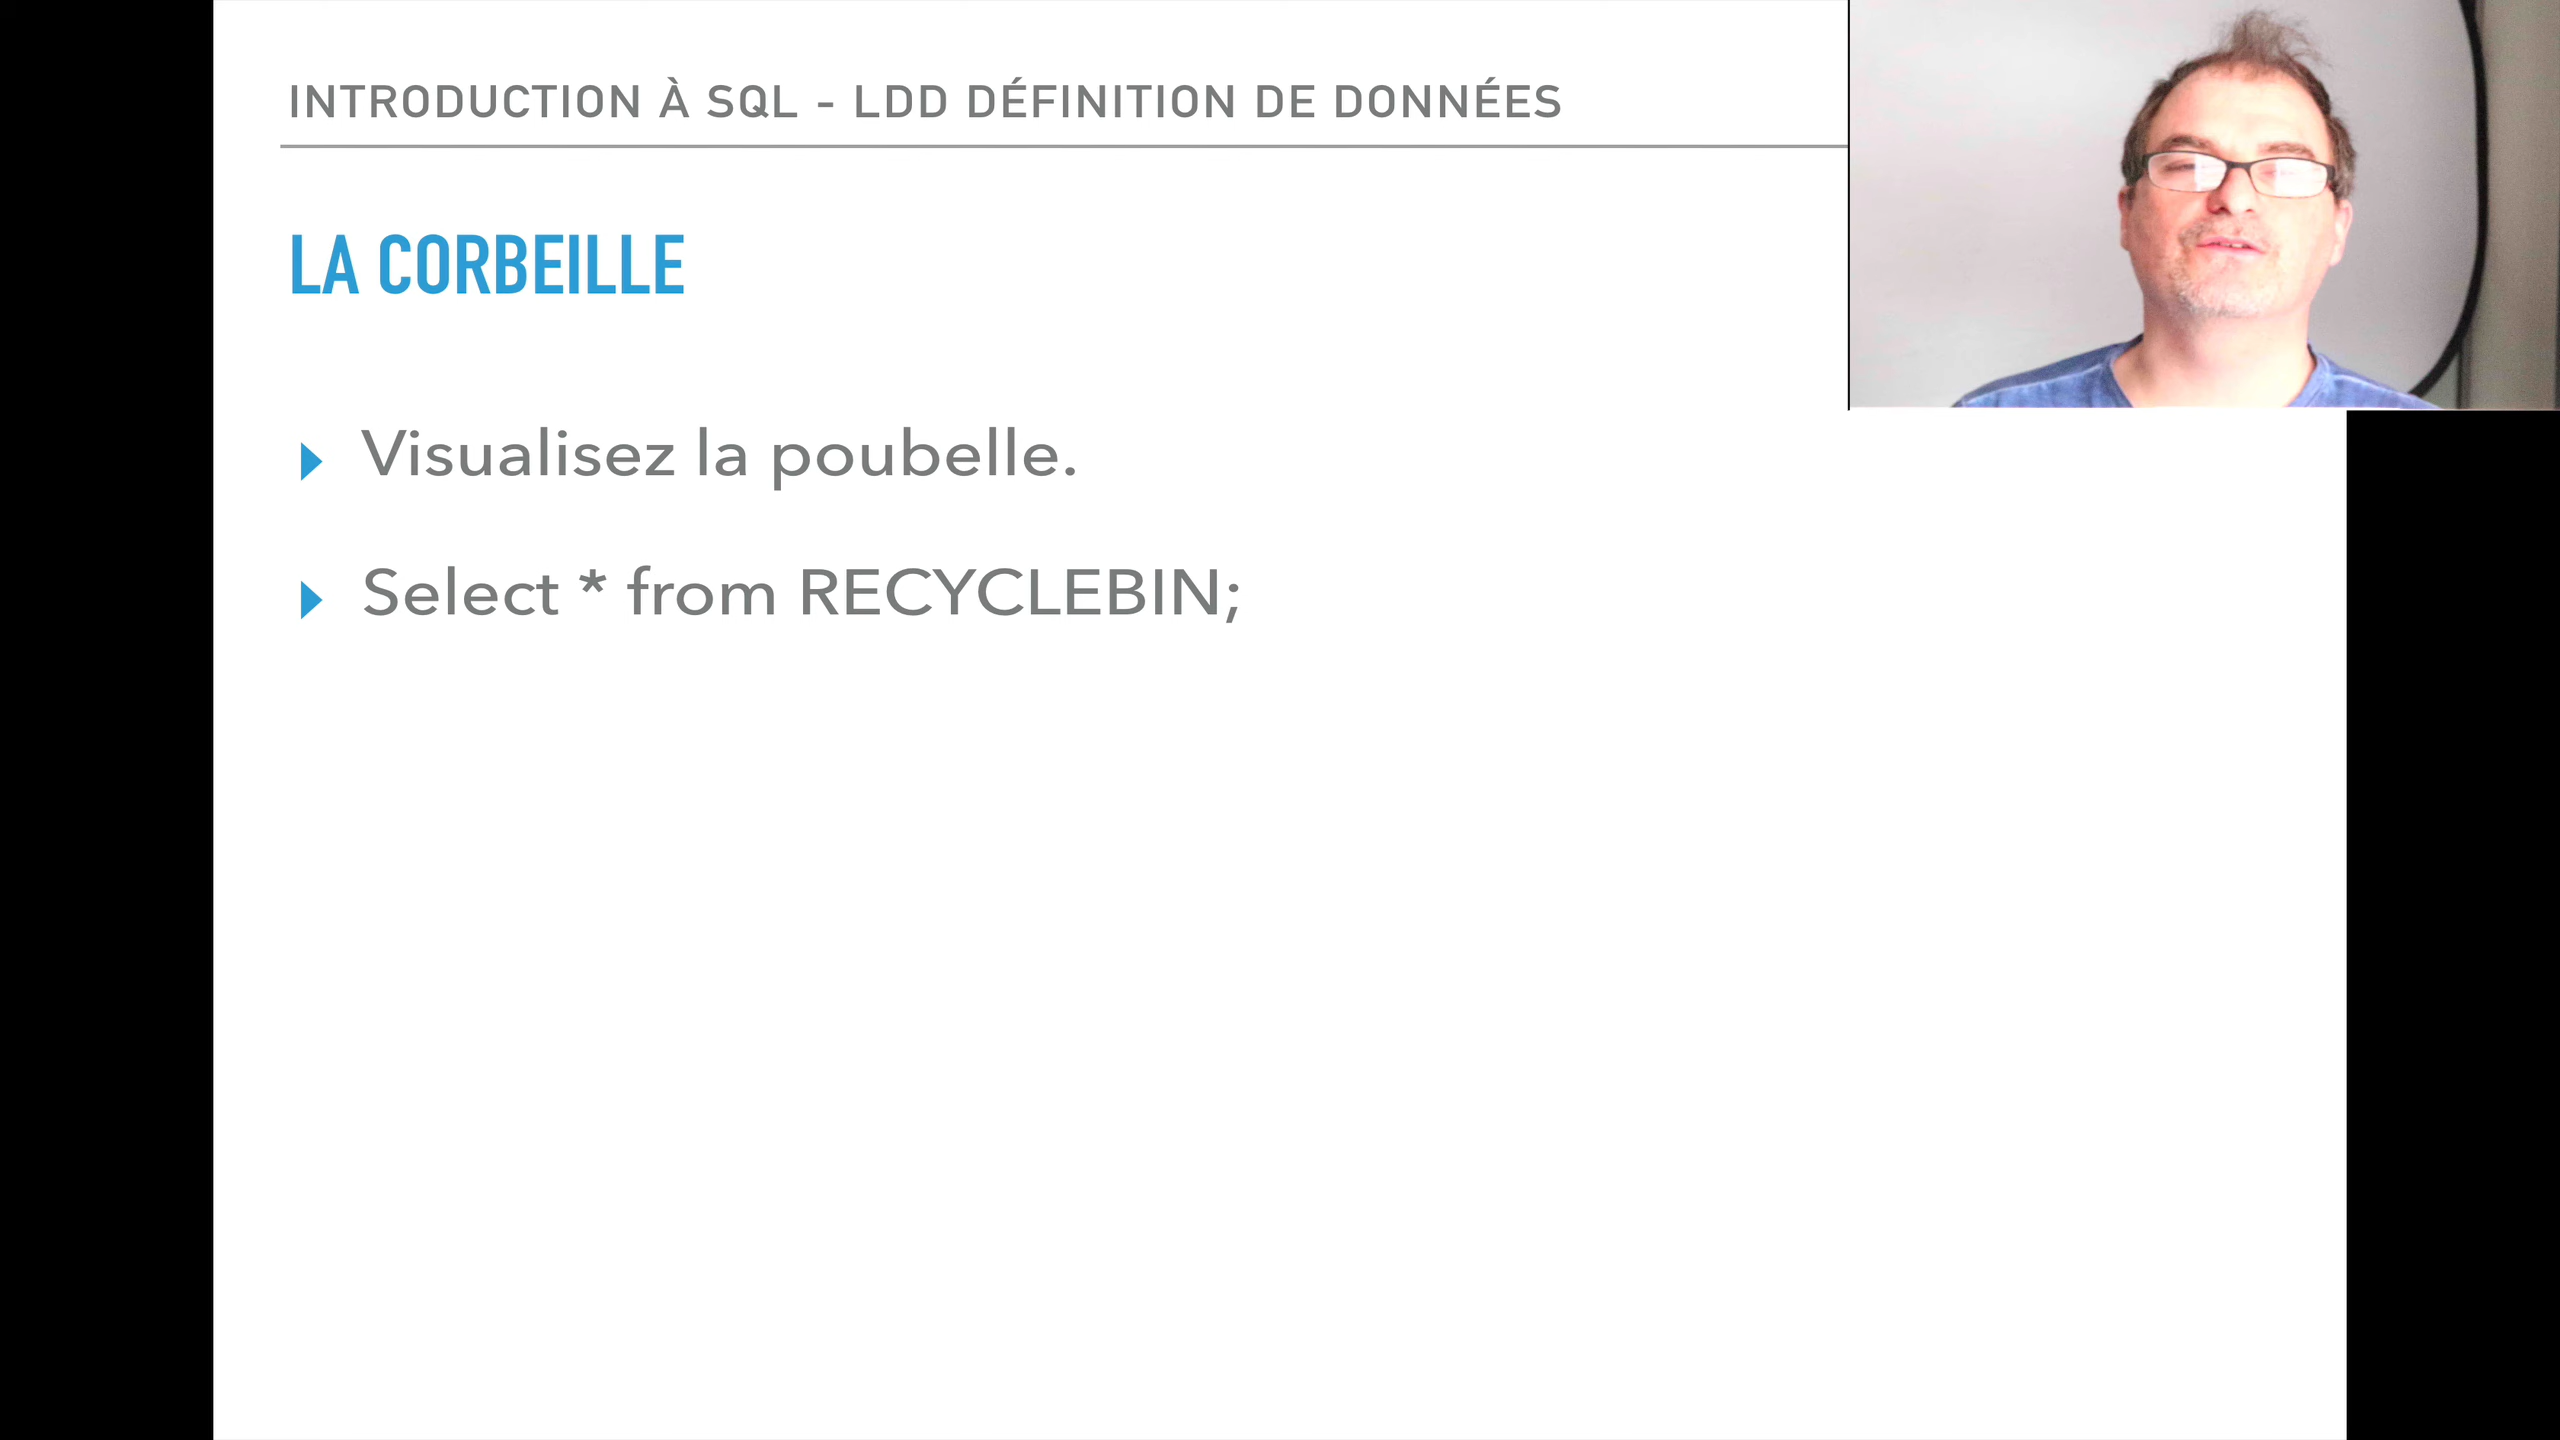 INTRODUCTION À SQL - LDD DÉFINITION DE DONNÉES
LA CORBEILLE
Visualisez la poubelle.
Select * from RECYCLEBIN;